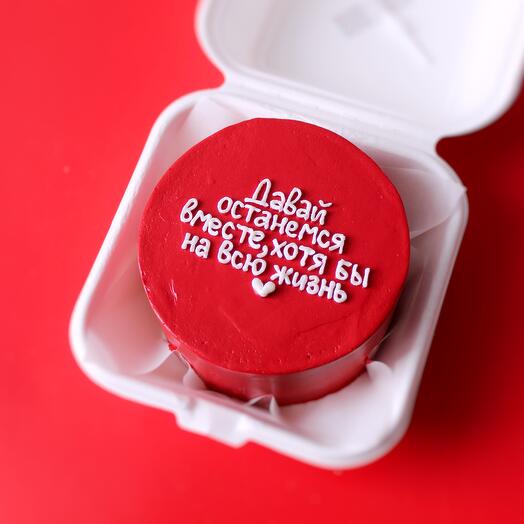 Давай
останемся
вместе, хотя бы
на всю жизнь